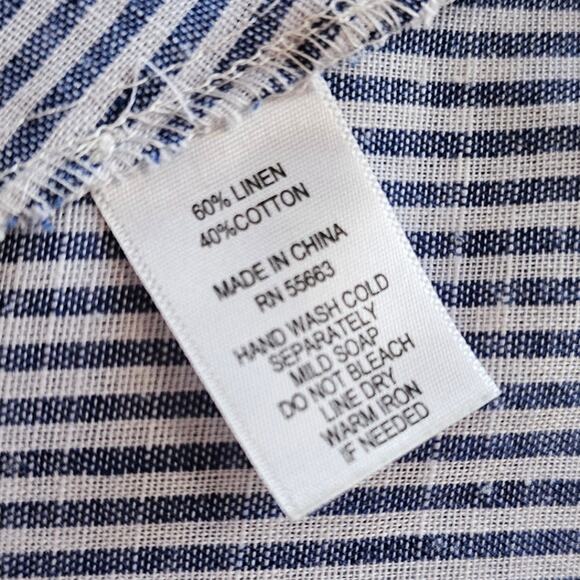 60% LINEN
40%COTTON
MADE IN CHINA
RN 55663
HAND WASH COLD
SEPARATELY
MILD SOAP
DO NOT BLEACH
LINE DRY
WARM IRON
IF NEEDED